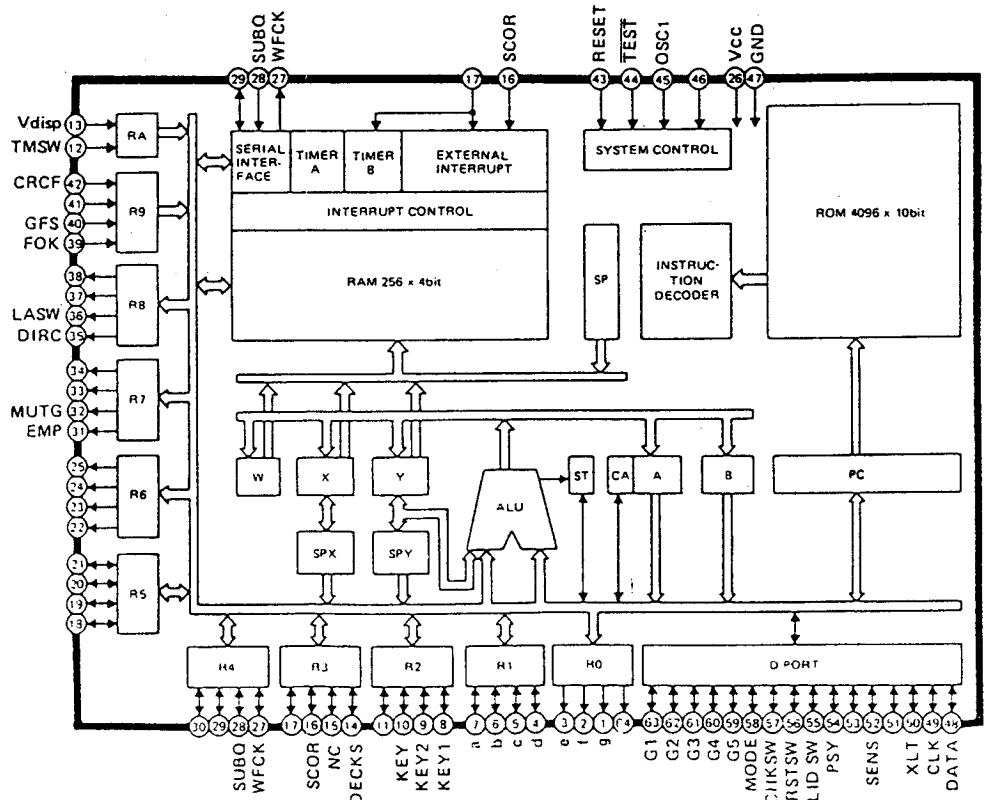 SUBQ
WFCK
SCOR
RESET
TEST
OSC1
Vcc
GND
29
28
27
17
16
43
44
45
46
26
47
Vdisp 13
TMSW 12
RA
CRCF 42
41
GFS 40
FOK 39
R9
38
37
LASW 36
DIRC 35
R8
34
33
MUTG 32
EMP 31
R7
25
24
23
22
R6
21
20
19
18
R5
SERIAL
INTER-
FACE
TIMER
A
TIMER
B
EXTERNAL
INTERRUPT
INTERRUPT CONTROL
RAM 256 x 4bit
SYSTEM CONTROL
SP
INSTRUC-
TION
DECODER
ROM 4096 x 10bit
W
X
Y
ALU
ST
CA
A
B
PC
SPX
SPY
R4
R3
R2
R1
R0
D PORT
30
29
28
27
17
16
15
14
11
10
9
8
7
6
5
4
3
2
1
64
63
62
61
60
59
58
57
56
55
54
53
52
51
50
49
48
SUBQ
WFCK
SCOR
NC
DECKS
KEY
KEY2
KEY1
a
b
c
d
e
f
g
G1
G2
G3
G4
G5
MODE
CHKSW
RSTSW
LID SW
PSY
SENS
XLT
CLK
DATA